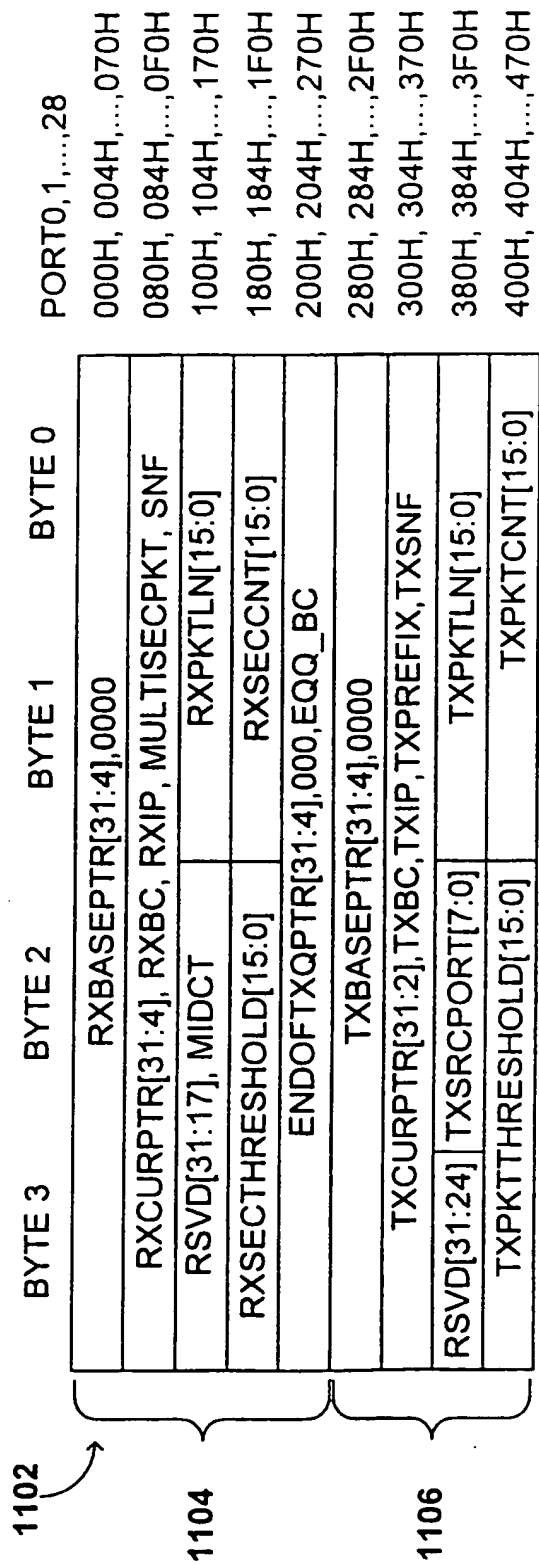 1102
BYTE 3 BYTE 2 BYTE 1 BYTE 0 PORT0,1,...,28
RXBASEPTR[31:4],0000 000H, 004H,...,070H
RXCURPTR[31:4], RXBC, RXIP, MULTISECPKT, SNF 080H, 084H,...,0F0H
RSVD[31:17], MIDCT RXPKTLN[15:0] 100H, 104H,...,170H
RXSECTHRESHOLD[15:0] RXSECCNT[15:0] 180H, 184H,...,1F0H
ENDOFTXQPTR[31:4],000,EQQ_BC 200H, 204H,...,270H
TXBASEPTR[31:4],0000 280H, 284H,...,2F0H
TXCURPTR[31:2],TXBC,TXIP,TXPREFIX,TXSNF 300H, 304H,...,370H
RSVD[31:24] TXSRCPORT[7:0] TXPKTLN[15:0] 380H, 384H,...,3F0H
TXPKTTHRESHOLD[15:0] TXPKTCNT[15:0] 400H, 404H,...,470H
1104
1106